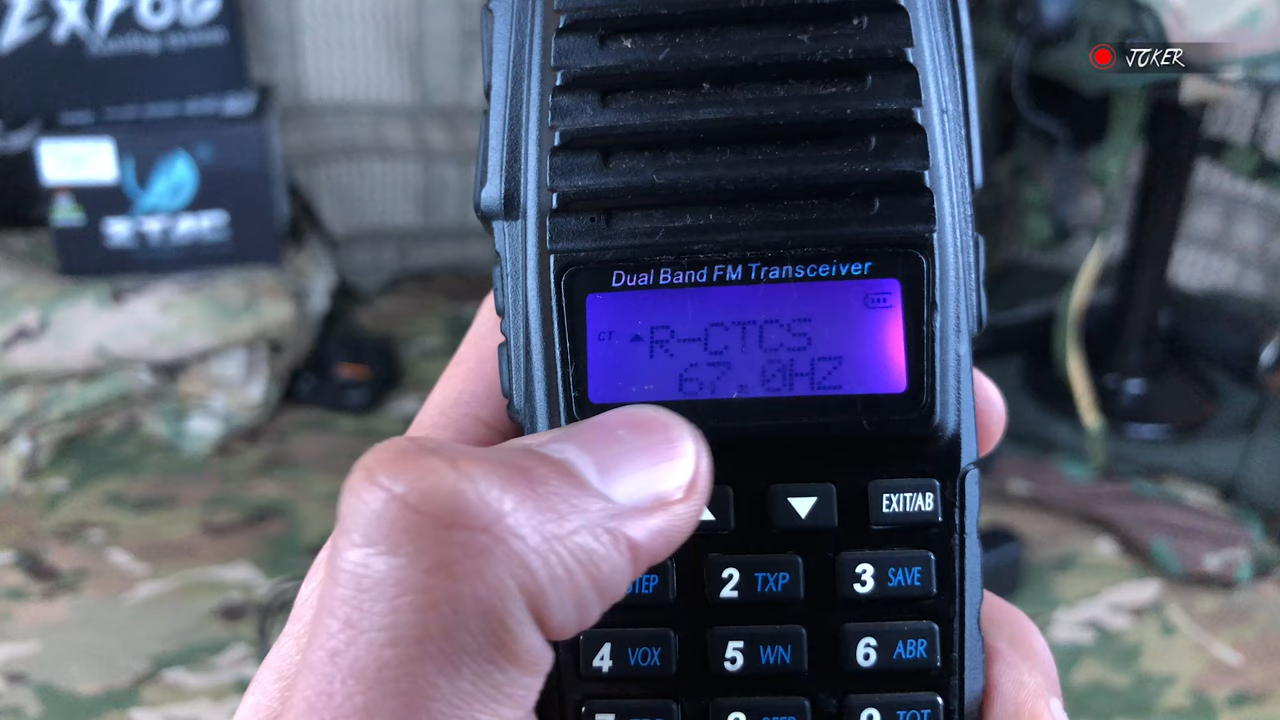 JOKER
Dual Band FM Transceiver
CT R-CTCS
67.0HZ
EXIT/AB
2 TXP
3 SAVE
4 VOX
5 WN
6 ABR